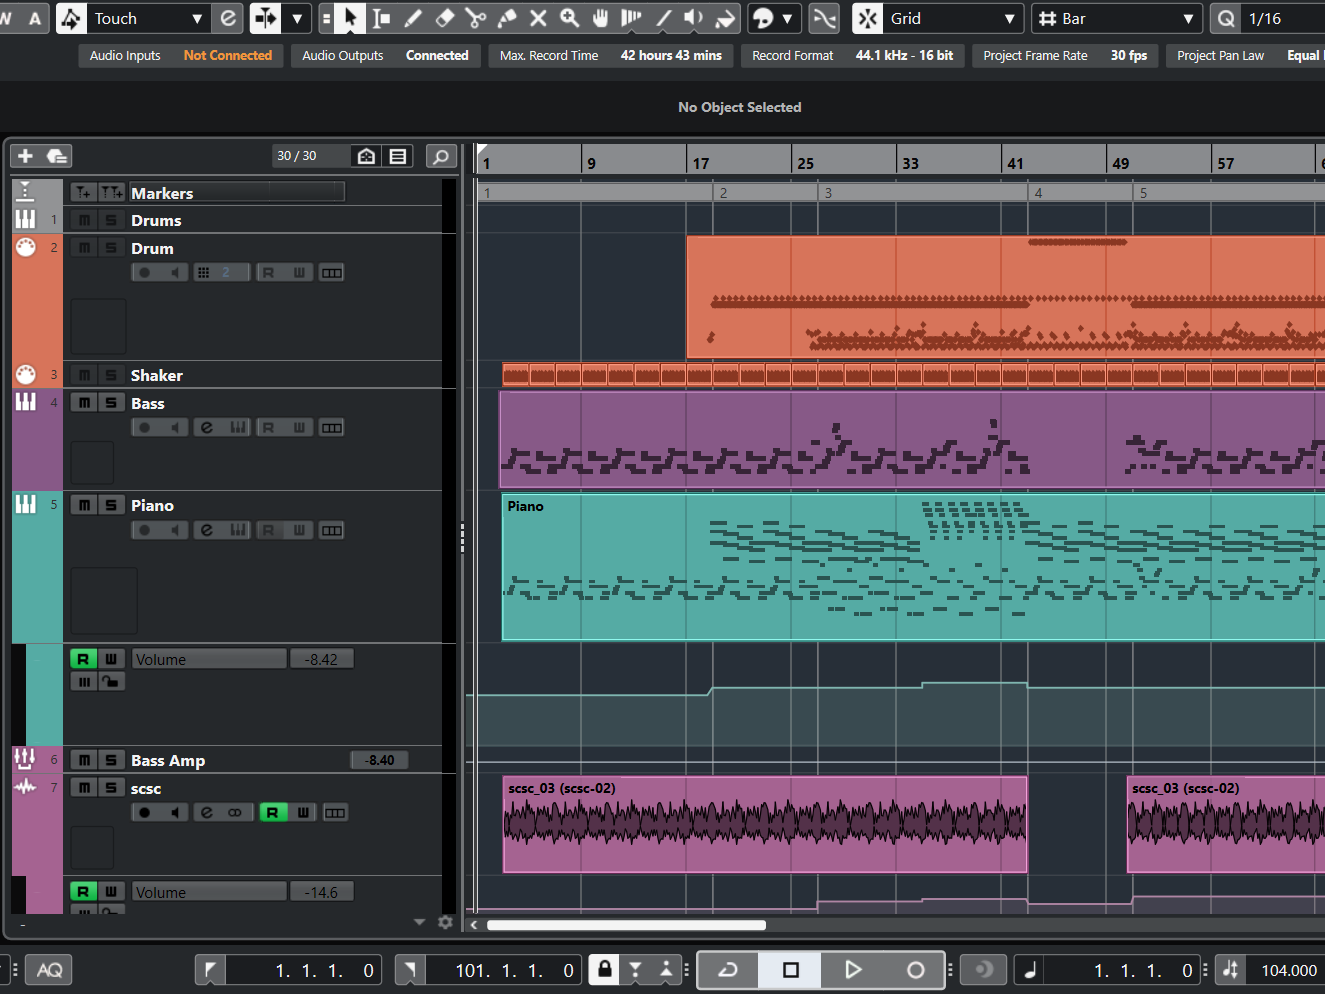 W A Touch e Grid Bar Q 1/16
Audio Inputs Not Connected Audio Outputs Connected Max. Record Time 42 hours 43 mins Record Format 44.1 kHz - 16 bit Project Frame Rate 30 fps Project Pan Law Equal
No Object Selected
30 / 30
1 9 17 25 33 41 49 57 6
Markers
1 2 3 4 5
1 m S Drums
2 m S Drum
2 R W
3 m S Shaker
4 m S Bass
e R W
5 m S Piano
Piano
e R W
R W Volume -8.42
6 m S Bass Amp -8.40
7 m S scsc
scsc_03 (scsc-02) scsc_03 (scsc-02)
e R W
R W Volume -14.6
AQ 1. 1. 1. 0 101. 1. 1. 0 1. 1. 1. 0 104.000